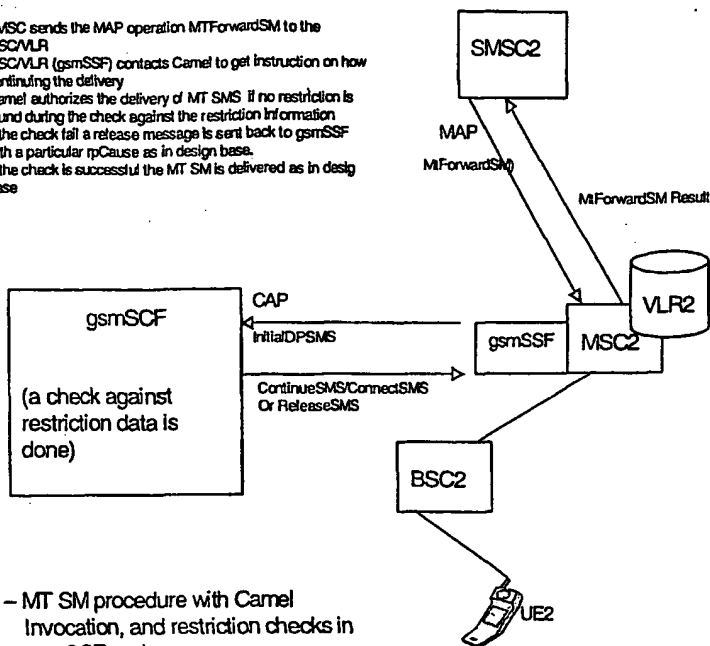 MSC sends the MAP operation MTForwardSM to the
SC/VLR
SC/VLR (gsmSSF) contacts Camel to get instruction on how
ntinuing the delivery
amel authorizes the delivery of MT SMS if no restriction is
und during the check against the restriction information
the check fail a release message is sent back to gsmSSF
th a particular rpCause as in design base.
the check is successful the MT SM is delivered as in desig
ase
SMSC2
MAP
MtForwardSM)
MtForwardSM Result
VLR2
gsmSCF
CAP
InitialDPSMS
gsmSSF
MSC2
(a check against
restriction data is
done)
ContinueSMS/ConnectSMS
Or ReleaseSMS
BSC2
UE2
– MT SM procedure with Camel
Invocation, and restriction checks in